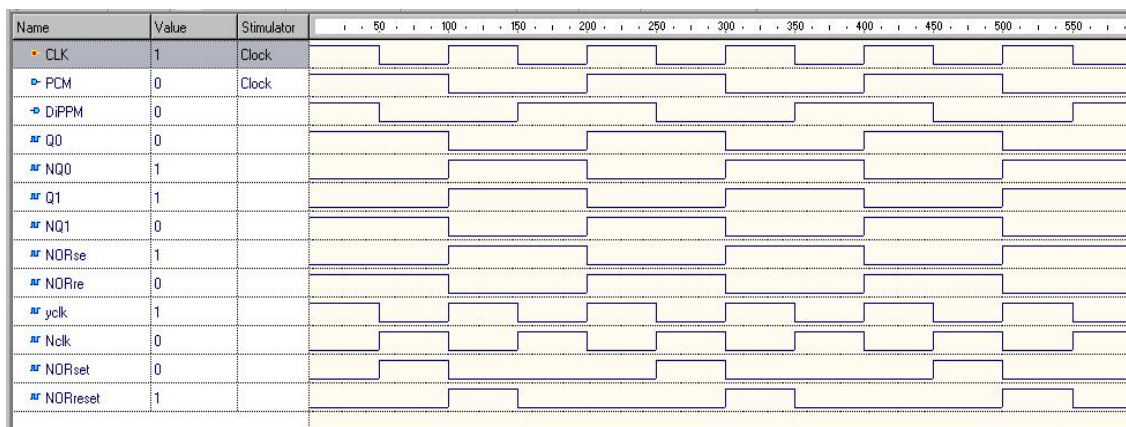 Name Value Stimulator 50 100 150 200 250 300 350 400 450 500 550
CLK 1 Clock
PCM 0 Clock
DiPPM 0
Q0 0
NQ0 1
Q1 1
NQ1 0
NORse 1
NORre 0
yclk 1
Nclk 0
NORset 0
NORreset 1